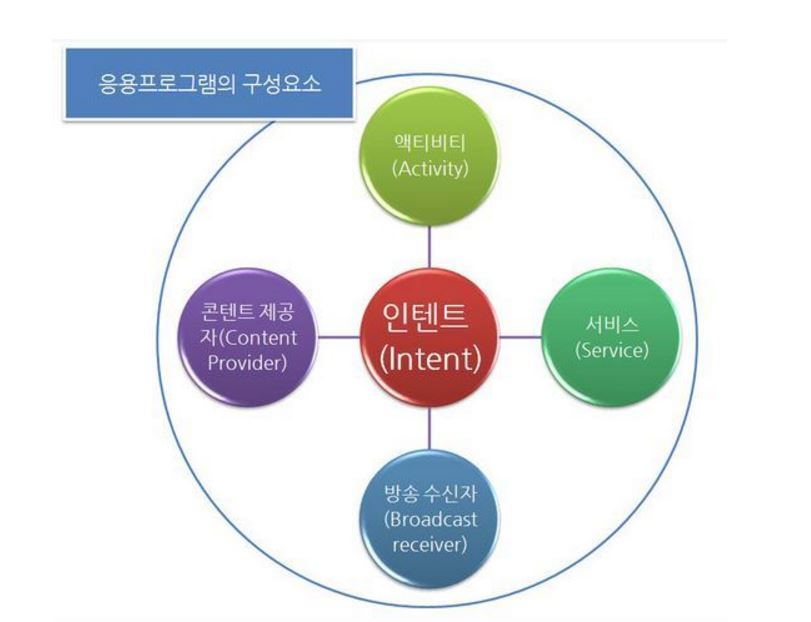 응용프로그램의 구성요소
액티비티
(Activity)
콘텐트 제공
자(Content
Provider)
인텐트
(Intent)
서비스
(Service)
방송 수신자
(Broadcast
receiver)